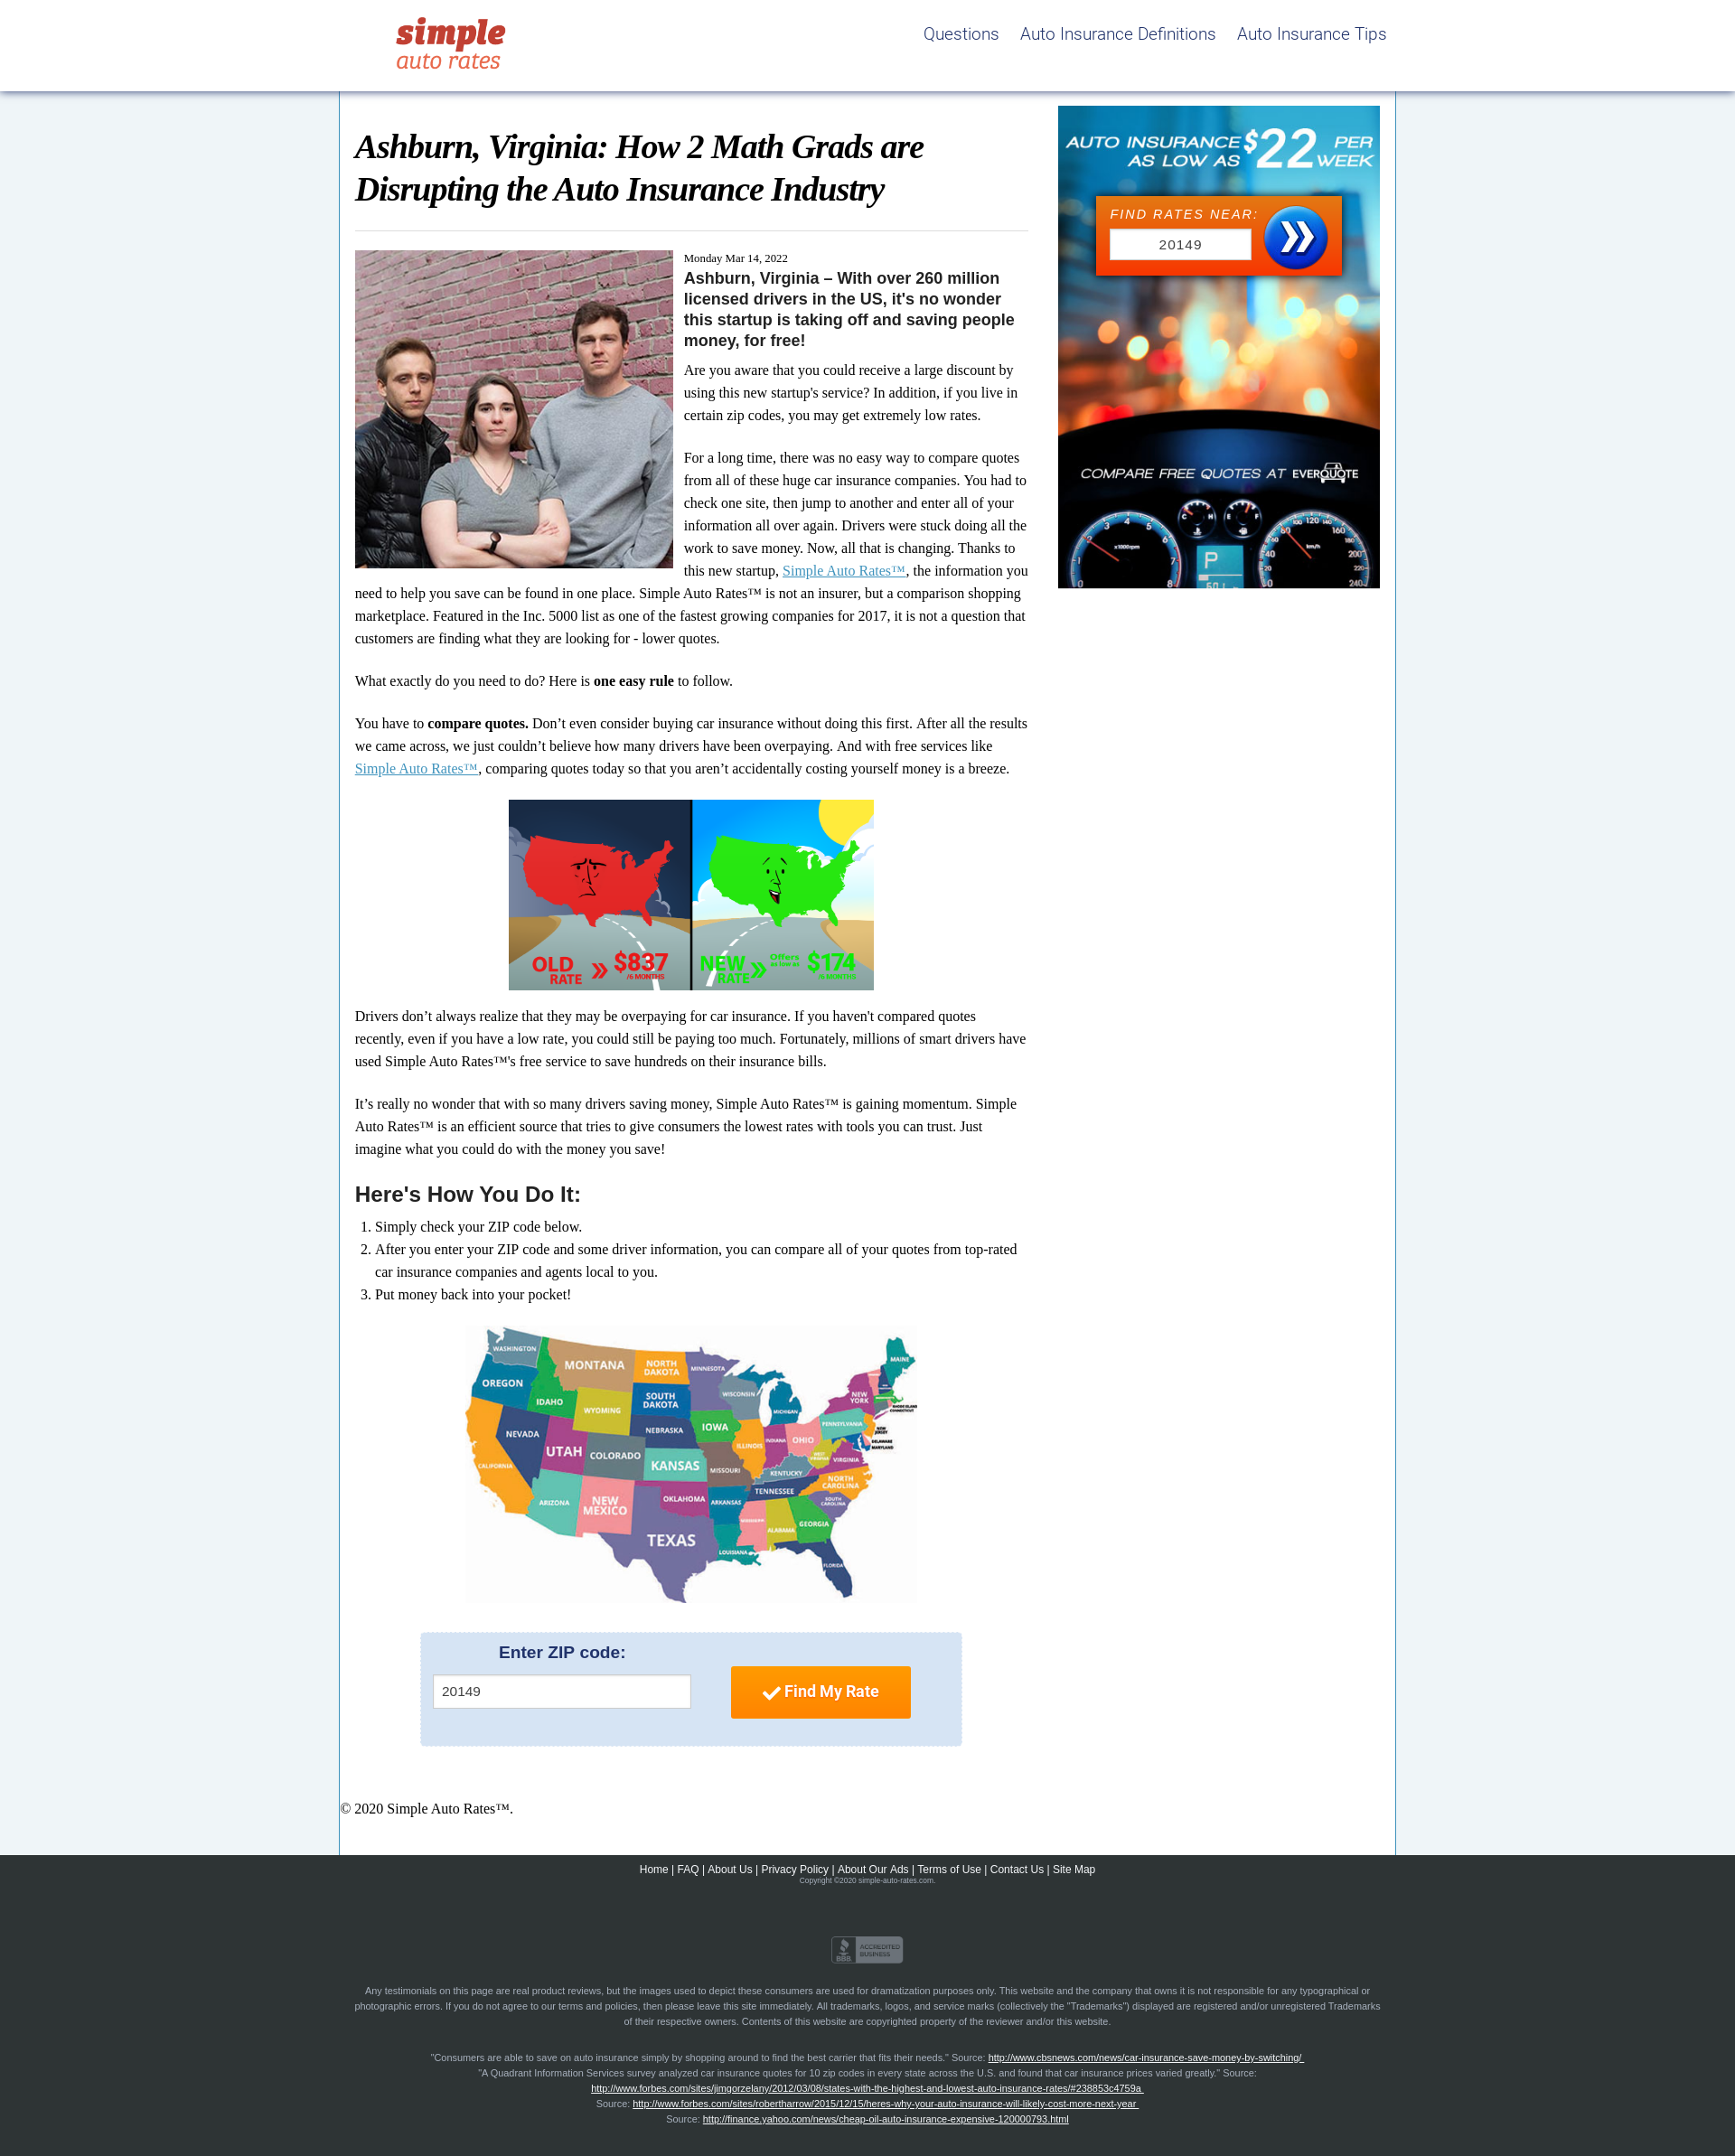 simple
auto rates
Questions
Auto Insurance Definitions
Auto Insurance Tips
Ashburn, Virginia: How 2 Math Grads are
Disrupting the Auto Insurance Industry
Monday Mar 14, 2022
Ashburn, Virginia – With over 260 million
licensed drivers in the US, it's no wonder
this startup is taking off and saving people
money, for free!
Are you aware that you could receive a large discount by
using this new startup's service? In addition, if you live in
certain zip codes, you may get extremely low rates.
For a long time, there was no easy way to compare quotes
from all of these huge car insurance companies. You had to
check one site, then jump to another and enter all of your
information all over again. Drivers were stuck doing all the
work to save money. Now, all that is changing. Thanks to
this new startup, Simple Auto Rates™, the information you
need to help you save can be found in one place. Simple Auto Rates™ is not an insurer, but a comparison shopping
marketplace. Featured in the Inc. 5000 list as one of the fastest growing companies for 2017, it is not a question that
customers are finding what they are looking for - lower quotes.
What exactly do you need to do? Here is one easy rule to follow.
You have to compare quotes. Don’t even consider buying car insurance without doing this first. After all the results
we came across, we just couldn’t believe how many drivers have been overpaying. And with free services like
Simple Auto Rates™, comparing quotes today so that you aren’t accidentally costing yourself money is a breeze.
OLD RATE » $837 /6 MONTHS
NEW RATE » Offers $174
Drivers don’t always realize that they may be overpaying for car insurance. If you haven't compared quotes
recently, even if you have a low rate, you could still be paying too much. Fortunately, millions of smart drivers have
used Simple Auto Rates™'s free service to save hundreds on their insurance bills.
It’s really no wonder that with so many drivers saving money, Simple Auto Rates™ is gaining momentum. Simple
Auto Rates™ is an efficient source that tries to give consumers the lowest rates with tools you can trust. Just
imagine what you could do with the money you save!
Here's How You Do It:
1. Simply check your ZIP code below.
2. After you enter your ZIP code and some driver information, you can compare all of your quotes from top-rated
car insurance companies and agents local to you.
3. Put money back into your pocket!
WASHINGTON
MONTANA
NORTH DAKOTA
MINNESOTA
MAINE
OREGON
IDAHO
SOUTH DAKOTA
WISCONSIN
MICHIGAN
NEW YORK
RHODE ISLAND
CONNECTICUT
WYOMING
NEBRASKA
IOWA
PENNSYLVANIA
NEW JERSEY
DELAWARE
MARYLAND
NEVADA
UTAH
COLORADO
ILLINOIS
INDIANA
OHIO
WEST VIRGINIA
VIRGINIA
CALIFORNIA
KANSAS
MISSOURI
KENTUCKY
NORTH CAROLINA
TENNESSEE
ARIZONA
NEW MEXICO
OKLAHOMA
ARKANSAS
SOUTH CAROLINA
MISSISSIPPI
ALABAMA
GEORGIA
TEXAS
LOUISIANA
FLORIDA
Enter ZIP code:
20149
Find My Rate
© 2020 Simple Auto Rates™.
AUTO INSURANCE $22 PER
AS LOW AS WEEK
FIND RATES NEAR:
20149
COMPARE FREE QUOTES AT EVERQUOTE
Home | FAQ | About Us | Privacy Policy | About Our Ads | Terms of Use | Contact Us | Site Map
Copyright ©2020 simple-auto-rates.com.
BBB ACCREDITED BUSINESS
Any testimonials on this page are real product reviews, but the images used to depict these consumers are used for dramatization purposes only. This website and the company that owns it is not responsible for any typographical or
photographic errors. If you do not agree to our terms and policies, then please leave this site immediately. All trademarks, logos, and service marks (collectively the "Trademarks") displayed are registered and/or unregistered Trademarks
of their respective owners. Contents of this website are copyrighted property of the reviewer and/or this website.
"Consumers are able to save on auto insurance simply by shopping around to find the best carrier that fits their needs." Source: http://www.cbsnews.com/news/car-insurance-save-money-by-switching/
"A Quadrant Information Services survey analyzed car insurance quotes for 10 zip codes in every state across the U.S. and found that car insurance prices varied greatly." Source:
http://www.forbes.com/sites/jimgorzelany/2012/03/08/states-with-the-highest-and-lowest-auto-insurance-rates/#238853c4759a
Source: http://www.forbes.com/sites/robertharrow/2015/12/15/heres-why-your-auto-insurance-will-likely-cost-more-next-year
Source: http://finance.yahoo.com/news/cheap-oil-auto-insurance-expensive-120000793.html